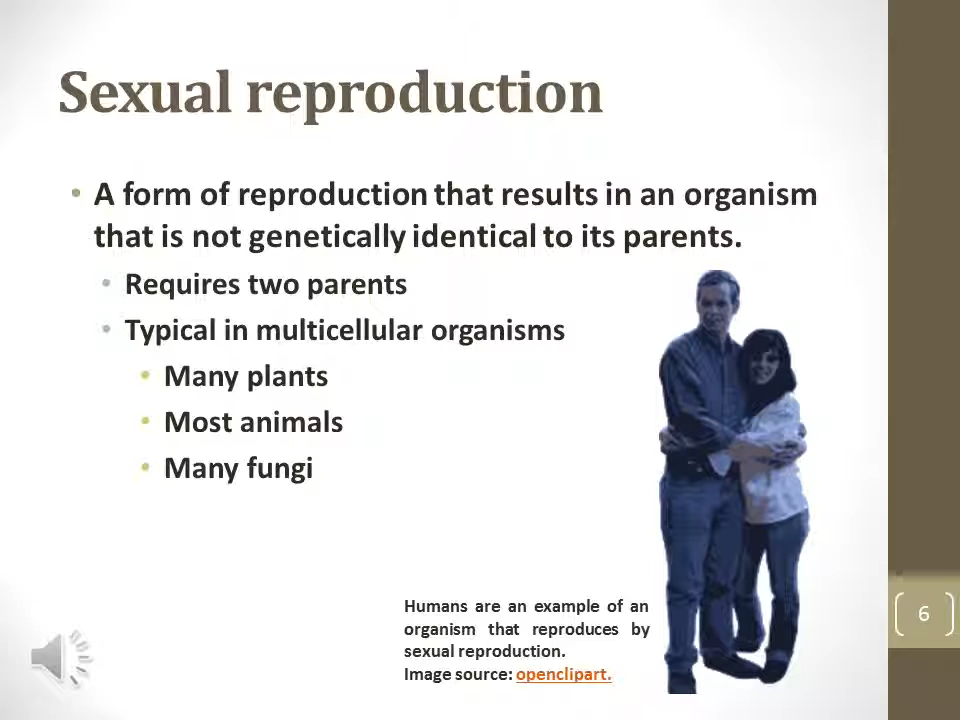 Sexual reproduction
• A form of reproduction that results in an organism
that is not genetically identical to its parents.
• Requires two parents
• Typical in multicellular organisms
• Many plants
• Most animals
• Many fungi
Humans are an example of an
organism that reproduces by
sexual reproduction.
Image source: openclipart.
6